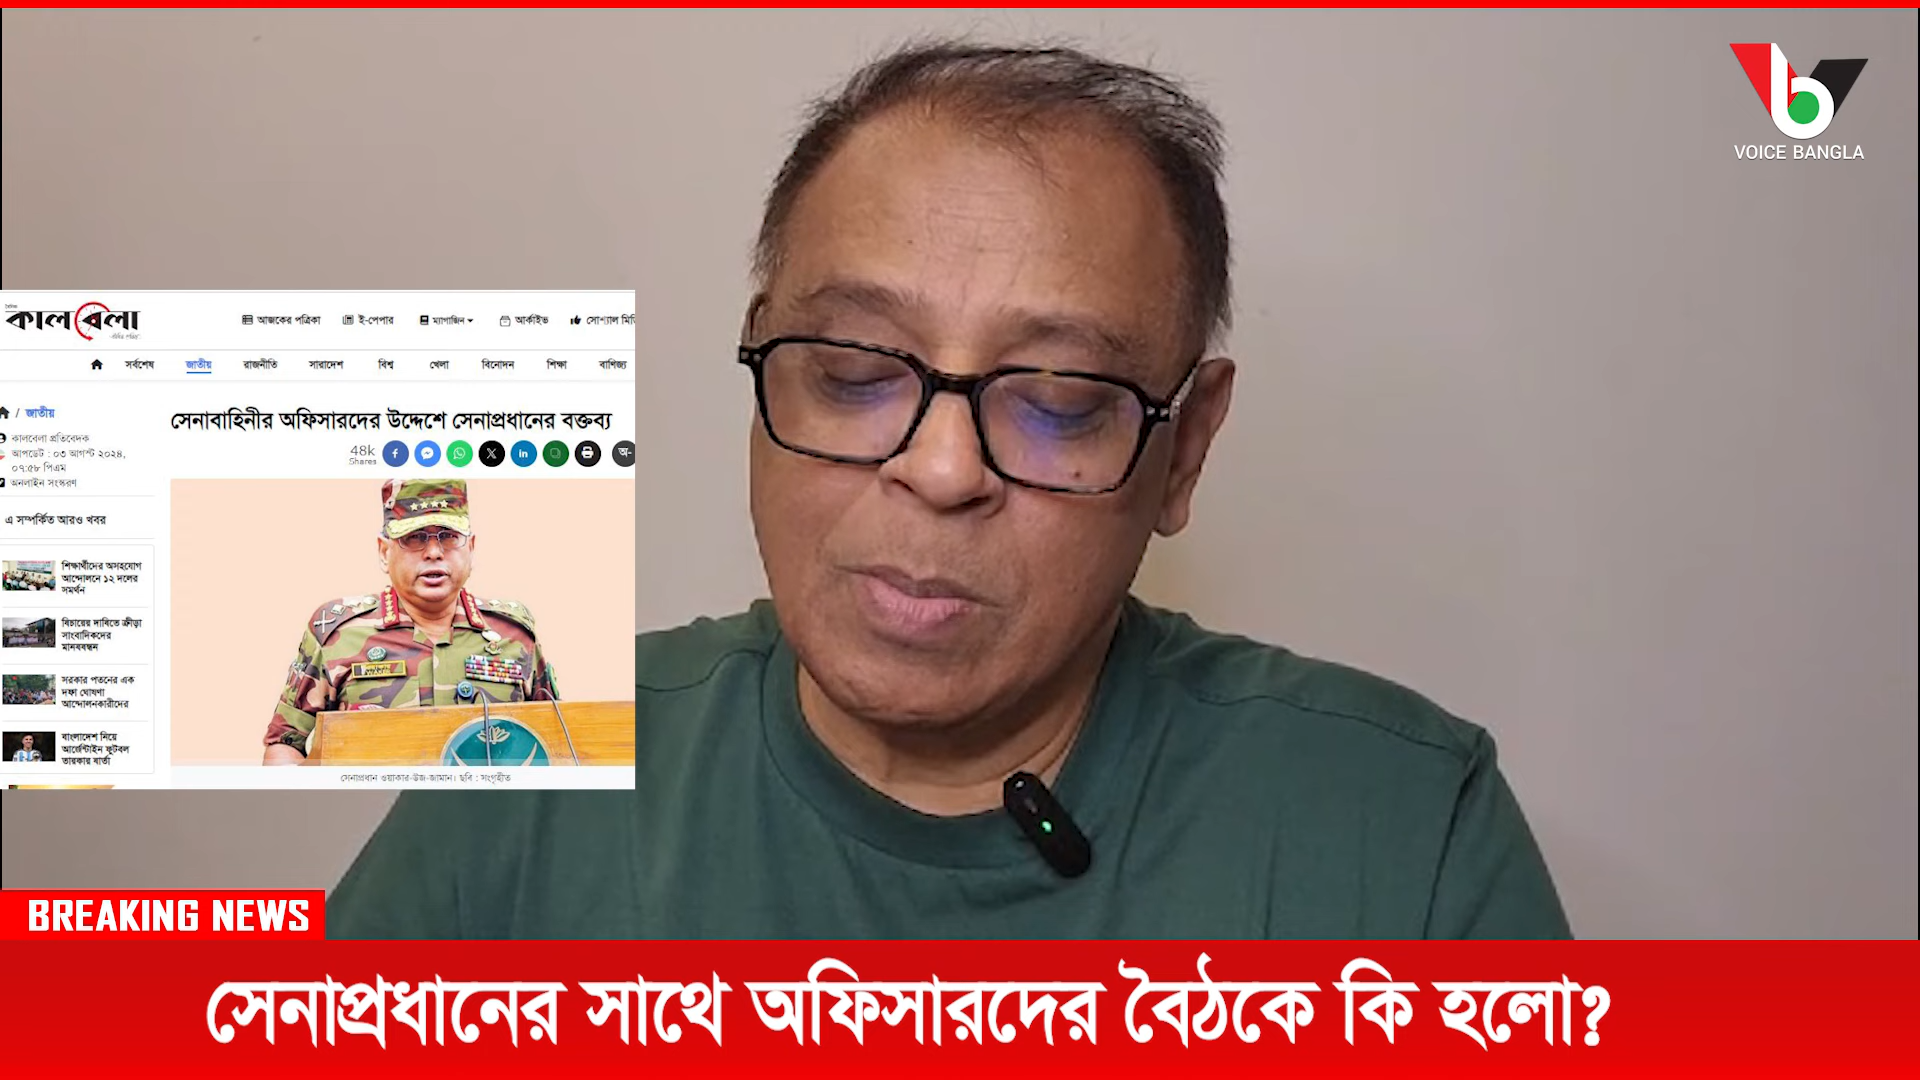 VOICE BANGLA
কালবেলা
আজকের পত্রিকা ই-পেপার ম্যাগাজিন আর্কাইভ সোশ্যাল
সর্বশেষ জাতীয় রাজনীতি সারাদেশ বিশ্ব খেলা বিনোদন শিক্ষা বাণিজ্য
/ জাতীয়
কালবেলা প্রতিবেদক
আপডেট : ০৩ আগস্ট ২০২৪,
০৭:৫৮ পিএম
অনলাইন সংস্করণ
এ সম্পর্কিত আরও খবর
শিক্ষার্থীদের অসহযোগ
আন্দোলনে ১২ দলের
সমর্থন
বিচারের দাবিতে ক্রীড়া
সাংবাদিকদের
মানববন্ধন
সরকার পতনের এক
দফা ঘোষণা
আন্দোলনকারীদের
বাংলাদেশ নিয়ে
আর্জেন্টাইন ফুটবল
তারকার বার্তা
সেনাবাহিনীর অফিসারদের উদ্দেশে সেনাপ্রধানের বক্তব্য
48k
Shares
অ-
সেনাপ্রধান ওয়াকার-উজ-জামান। ছবি : সংগৃহীত
BREAKING NEWS
সেনাপ্রধানের সাথে অফিসারদের বৈঠকে কি হলো?